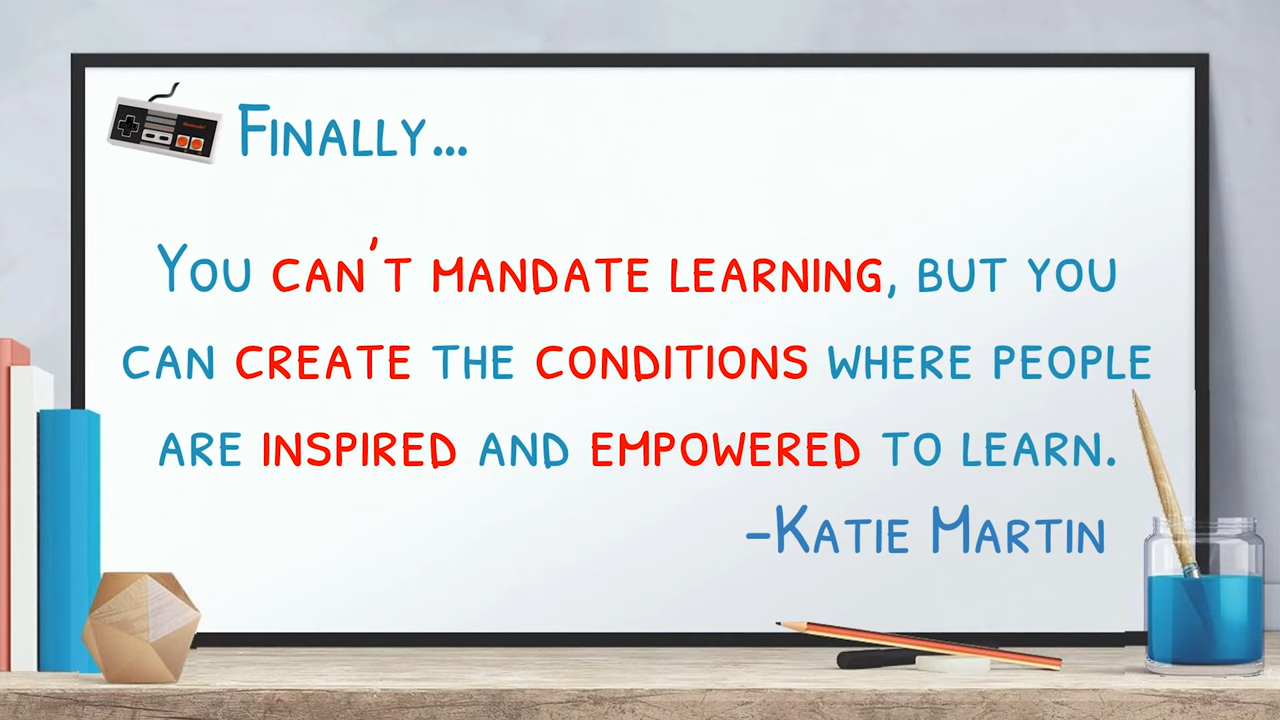 Finally...
You can't mandate learning, but you
can create the conditions where people
are inspired and empowered to learn.
-Katie Martin